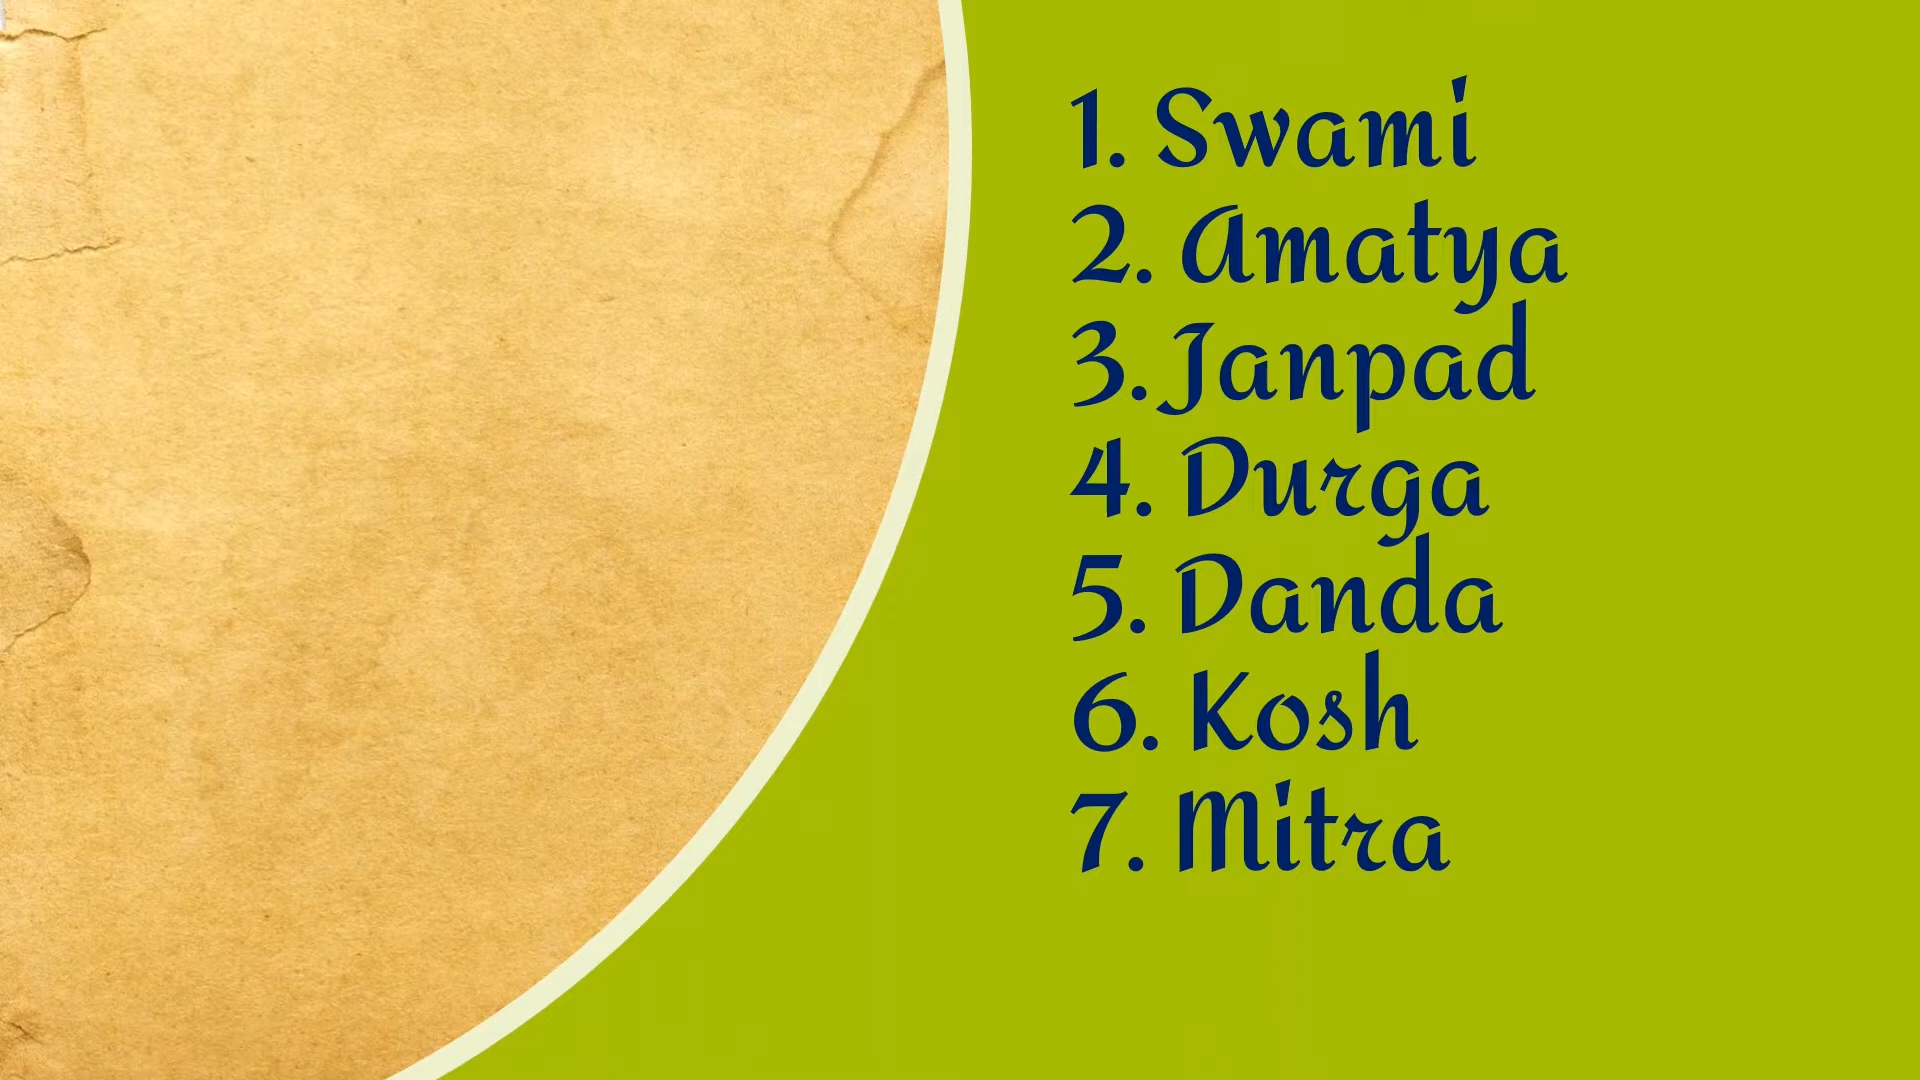 1. Swami
2. Amatya
3. Janpad
4. Durga
5. Danda
6. Kosh
7. Mitra